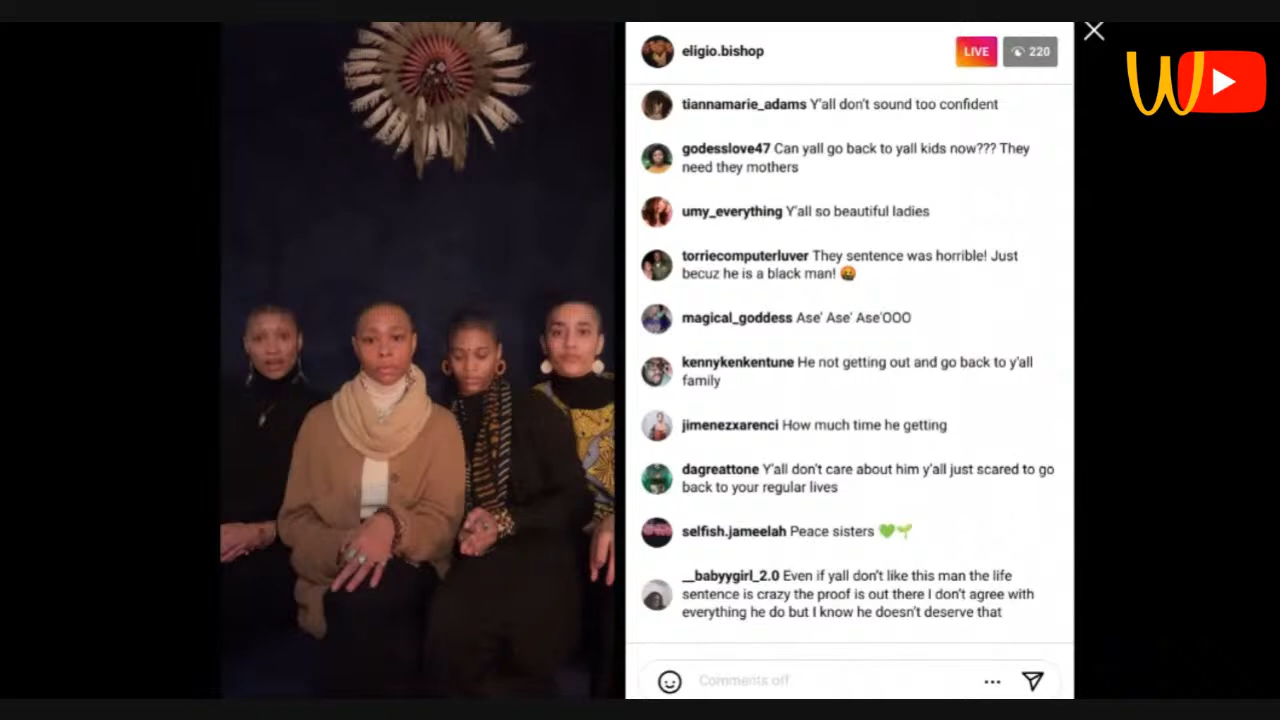 eligio.bishop
LIVE
220
W
tiannamarie_adams Y'all don't sound too confident
godesslove47 Can yall go back to yall kids now??? They
need they mothers
umy_everything Y'all so beautiful ladies
torriecomputerluver They sentence was horrible! Just
becuz he is a black man! 🤬
magical_goddess Ase' Ase' Ase'OOO
kennykenkentune He not getting out and go back to y'all
family
jimenezxarenci How much time he getting
dagreattone Y'all don't care about him y'all just scared to go
back to your regular lives
selfish.jameelah Peace sisters 💚🌱
__babyygirl_2.0 Even if yall don't like this man the life
sentence is crazy the proof is out there I don't agree with
everything he do but I know he doesn't deserve that
Comments off